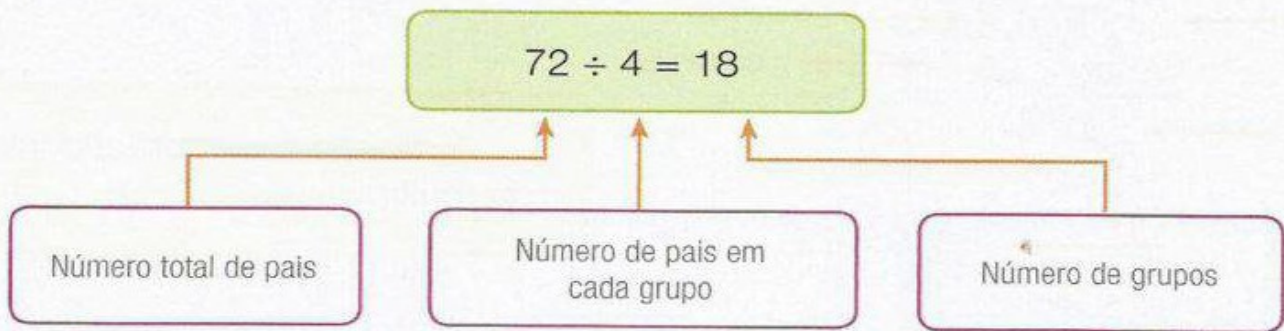 72 ÷ 4 = 18
Número total de pais
Número de pais em
cada grupo
Número de grupos